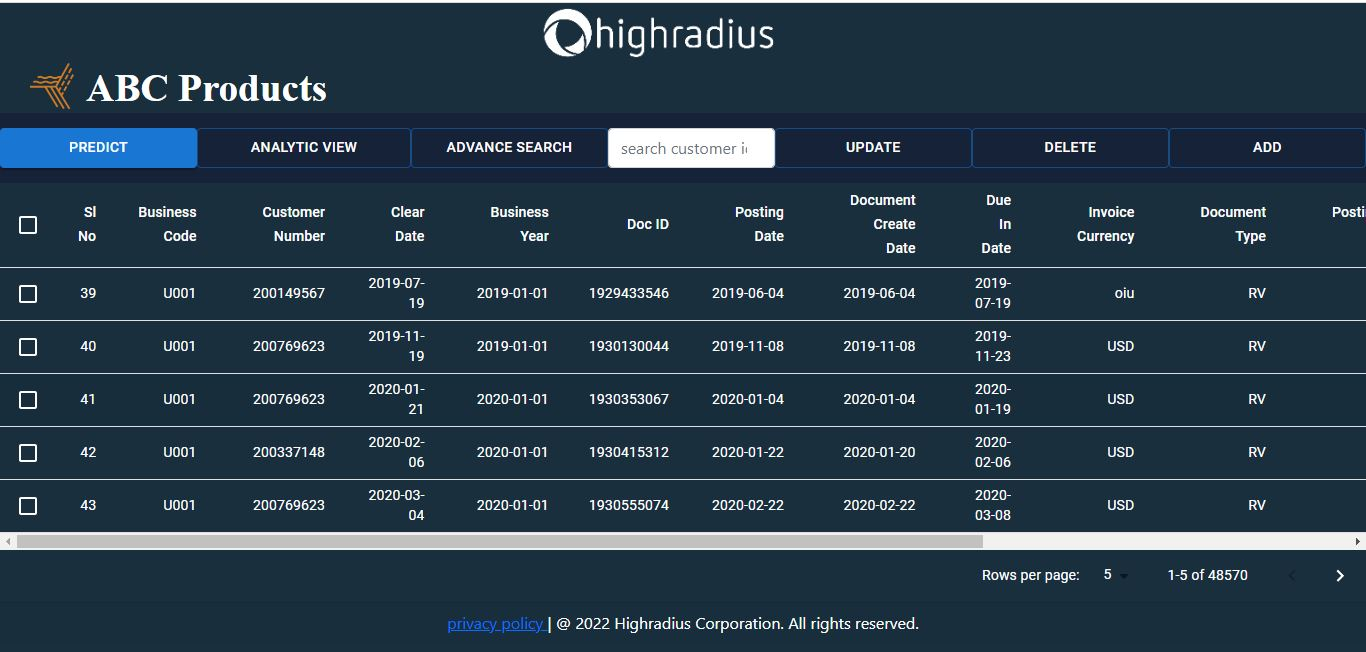 highradius
ABC Products
PREDICT ANALYTIC VIEW ADVANCE SEARCH search customer i UPDATE DELETE ADD
Sl No Business Code Customer Number Clear Date Business Year Doc ID Posting Date Document Create Date Due In Date Invoice Currency Document Type Posti
39 U001 200149567 2019-07-19 2019-01-01 1929433546 2019-06-04 2019-06-04 2019-07-19 oiu RV
40 U001 200769623 2019-11-19 2019-01-01 1930130044 2019-11-08 2019-11-08 2019-11-23 USD RV
41 U001 200769623 2020-01-21 2020-01-01 1930353067 2020-01-04 2020-01-04 2020-01-19 USD RV
42 U001 200337148 2020-02-06 2020-01-01 1930415312 2020-01-22 2020-01-20 2020-02-06 USD RV
43 U001 200769623 2020-03-04 2020-01-01 1930555074 2020-02-22 2020-02-22 2020-03-08 USD RV
Rows per page: 5 1-5 of 48570
privacy policy | @ 2022 Highradius Corporation. All rights reserved.